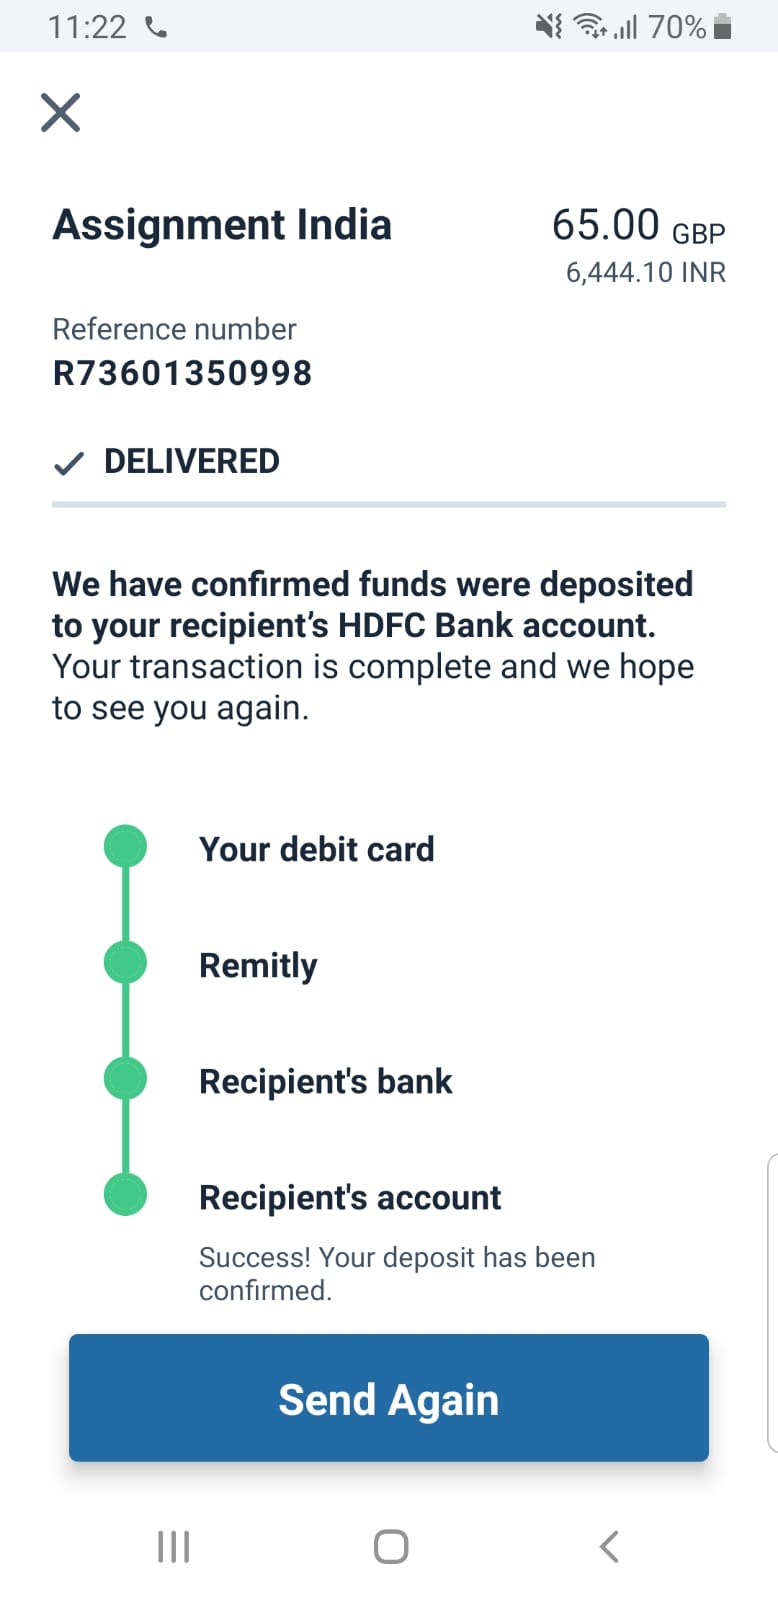 11:22
70%
Assignment India
65.00 GBP
6,444.10 INR
Reference number
R73601350998
DELIVERED
We have confirmed funds were deposited
to your recipient's HDFC Bank account.
Your transaction is complete and we hope
to see you again.
Your debit card
Remitly
Recipient's bank
Recipient's account
Success! Your deposit has been
confirmed.
Send Again